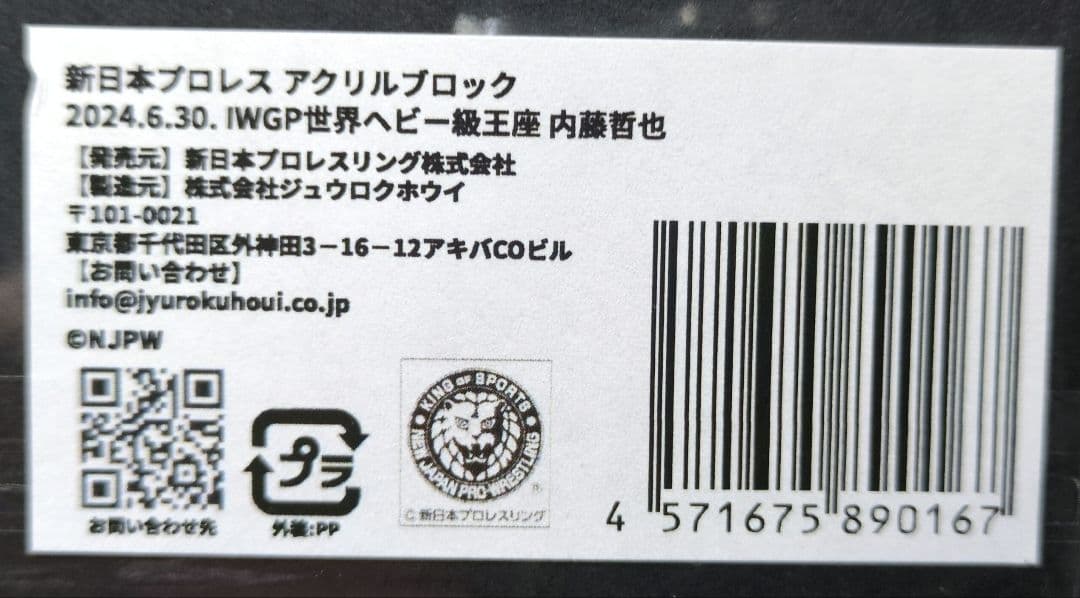 新日本プロレス アクリルブロック
2024.6.30. IWGP世界ヘビー級王座 内藤哲也
【発売元】新日本プロレスリング株式会社
【製造元】株式会社ジュウロクホウイ
〒101-0021
東京都千代田区外神田3－16－12アキバCOビル
【お問い合わせ】
info@jyurokuhoui.co.jp
©NJPW
お問い合わせ先
プラ
外装:PP
KING OF SPORTS
NEW JAPAN PRO-WRESTLING
®
© 新日本プロレスリング
4 571675 890167